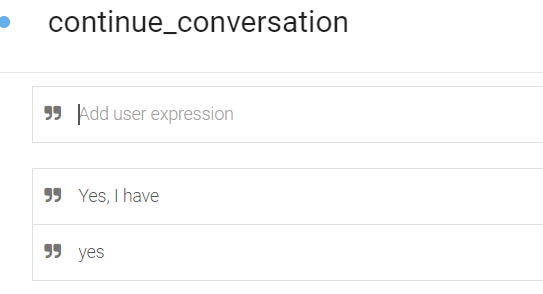 continue_conversation
Add user expression
Yes, I have
yes